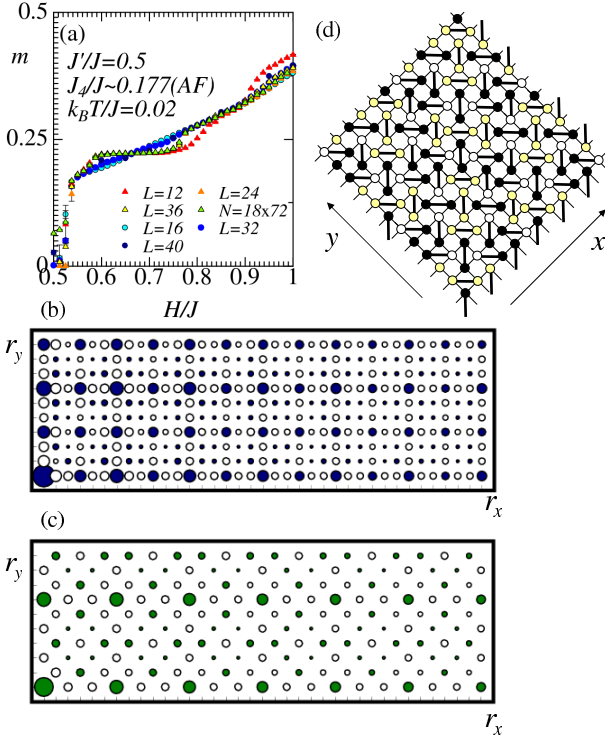 (a)
(d)
0.5
m
J'/J=0.5
J4/J~0.177(AF)
kBT/J=0.02
0.25
L=12
L=24
L=36
N=18x72
L=16
L=32
L=40
0
0.5
0.6
0.7
0.8
0.9
1
H/J
y
x
(b)
ry
rx
(c)
ry
rx